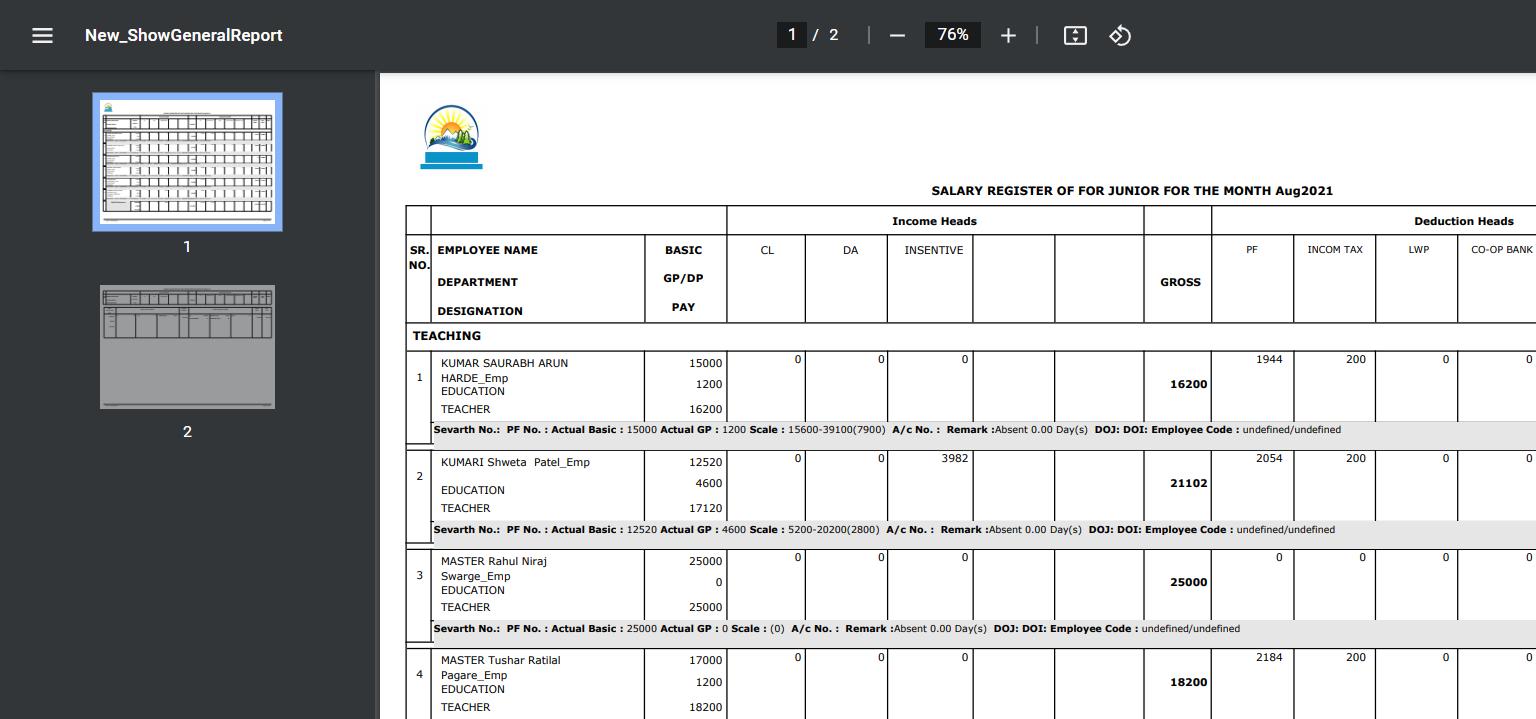 New_ShowGeneralReport
1 / 2
76%
1
2
SALARY REGISTER OF FOR JUNIOR FOR THE MONTH Aug2021
Income Heads Deduction Heads
SR. NO. EMPLOYEE NAME BASIC CL DA INSENTIVE GROSS PF INCOM TAX LWP CO-OP BANK
DEPARTMENT GP/DP
DESIGNATION PAY
TEACHING
1 KUMAR SAURABH ARUN 15000 0 0 0 16200 1944 200 0 0
HARDE_Emp 1200
EDUCATION
TEACHER 16200
Sevarth No.: PF No. : Actual Basic : 15000 Actual GP : 1200 Scale : 15600-39100(7900) A/c No. : Remark :Absent 0.00 Day(s) DOJ: DOI: Employee Code : undefined/undefined
2 KUMARI Shweta Patel_Emp 12520 0 0 3982 21102 2054 200 0 0
4600
EDUCATION
TEACHER 17120
Sevarth No.: PF No. : Actual Basic : 12520 Actual GP : 4600 Scale : 5200-20200(2800) A/c No. : Remark :Absent 0.00 Day(s) DOJ: DOI: Employee Code : undefined/undefined
3 MASTER Rahul Niraj 25000 0 0 0 25000 0 0 0 0
Swarge_Emp 0
EDUCATION
TEACHER 25000
Sevarth No.: PF No. : Actual Basic : 25000 Actual GP : 0 Scale : (0) A/c No. : Remark :Absent 0.00 Day(s) DOJ: DOI: Employee Code : undefined/undefined
4 MASTER Tushar Ratilal 17000 0 0 0 18200 2184 200 0 0
Pagare_Emp 1200
EDUCATION
TEACHER 18200